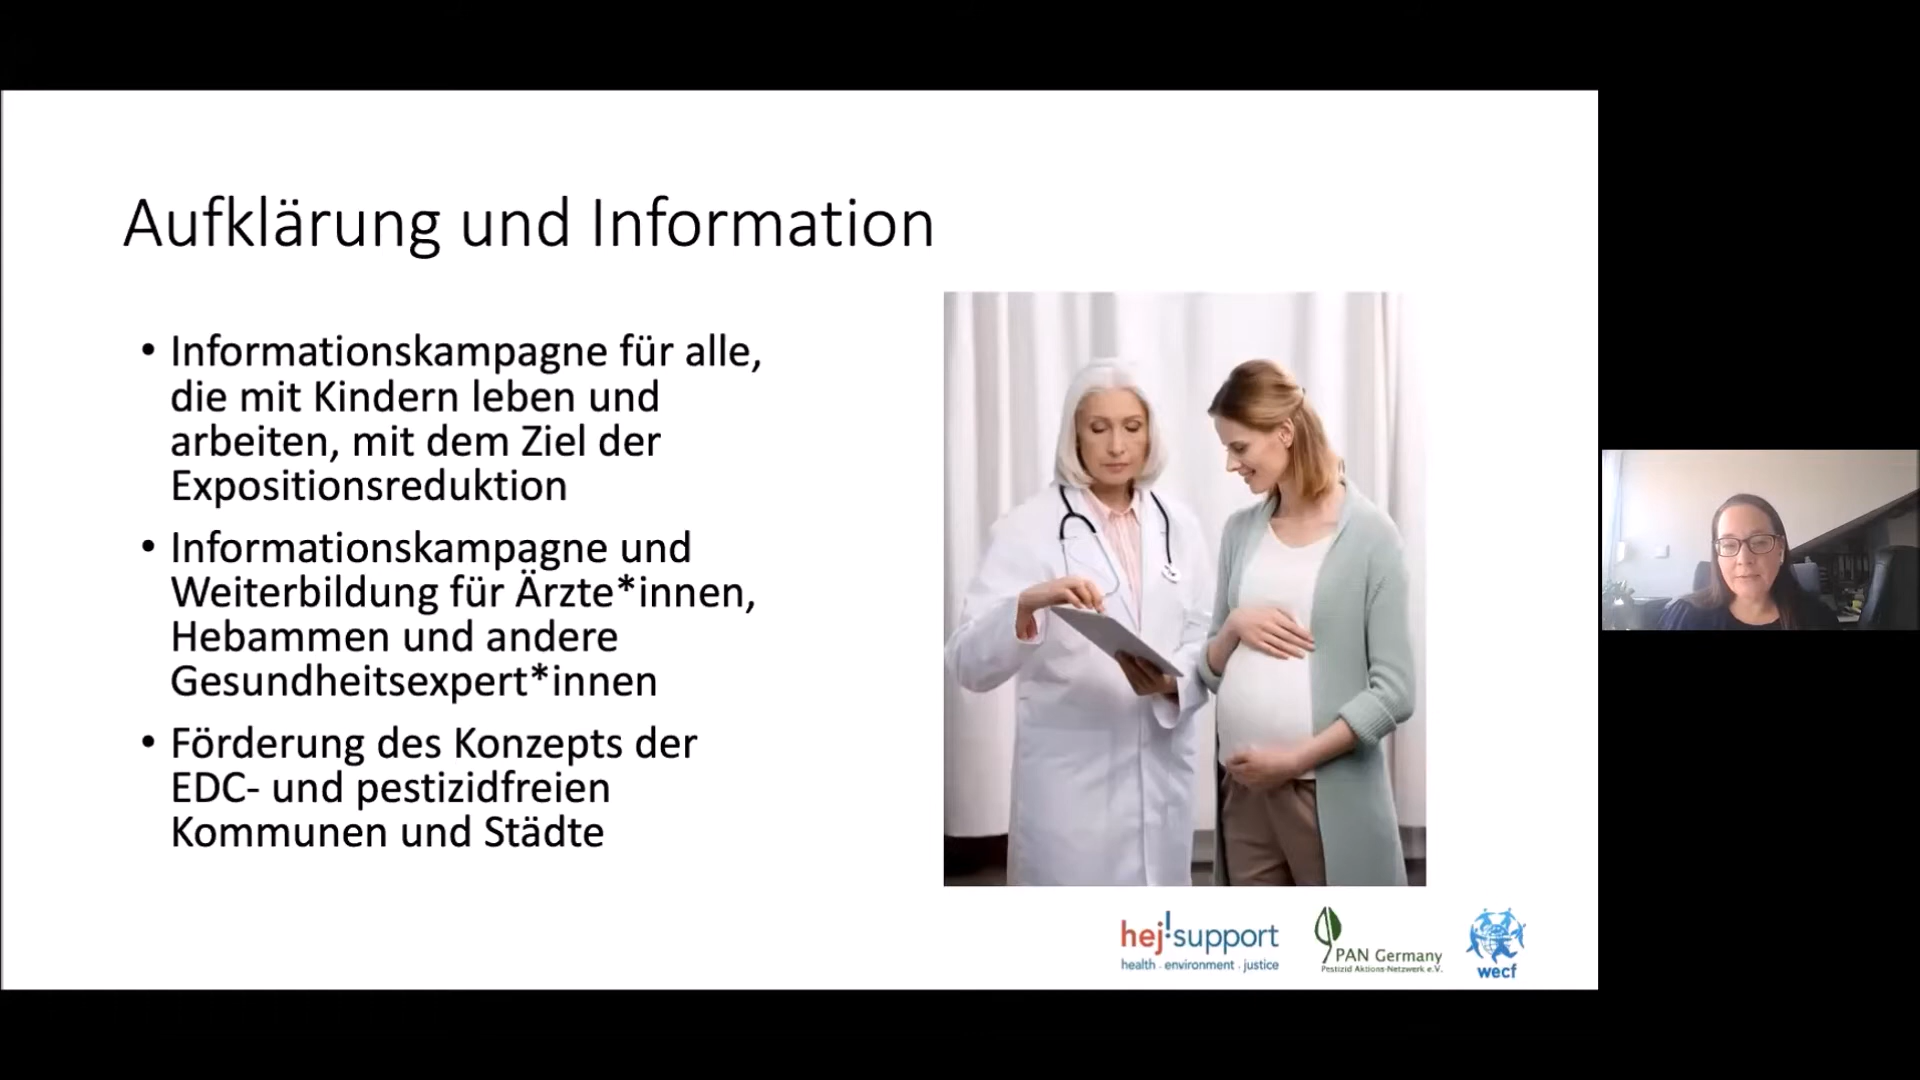 Aufklärung und Information
• Informationskampagne für alle,
die mit Kindern leben und
arbeiten, mit dem Ziel der
Expositionsreduktion
• Informationskampagne und
Weiterbildung für Ärzte*innen,
Hebammen und andere
Gesundheitsexpert*innen
• Förderung des Konzepts der
EDC- und pestizidfreien
Kommunen und Städte
hej!support
health . environment . justice
PAN Germany
Pestizid Aktions-Netzwerk e.V.
wecf